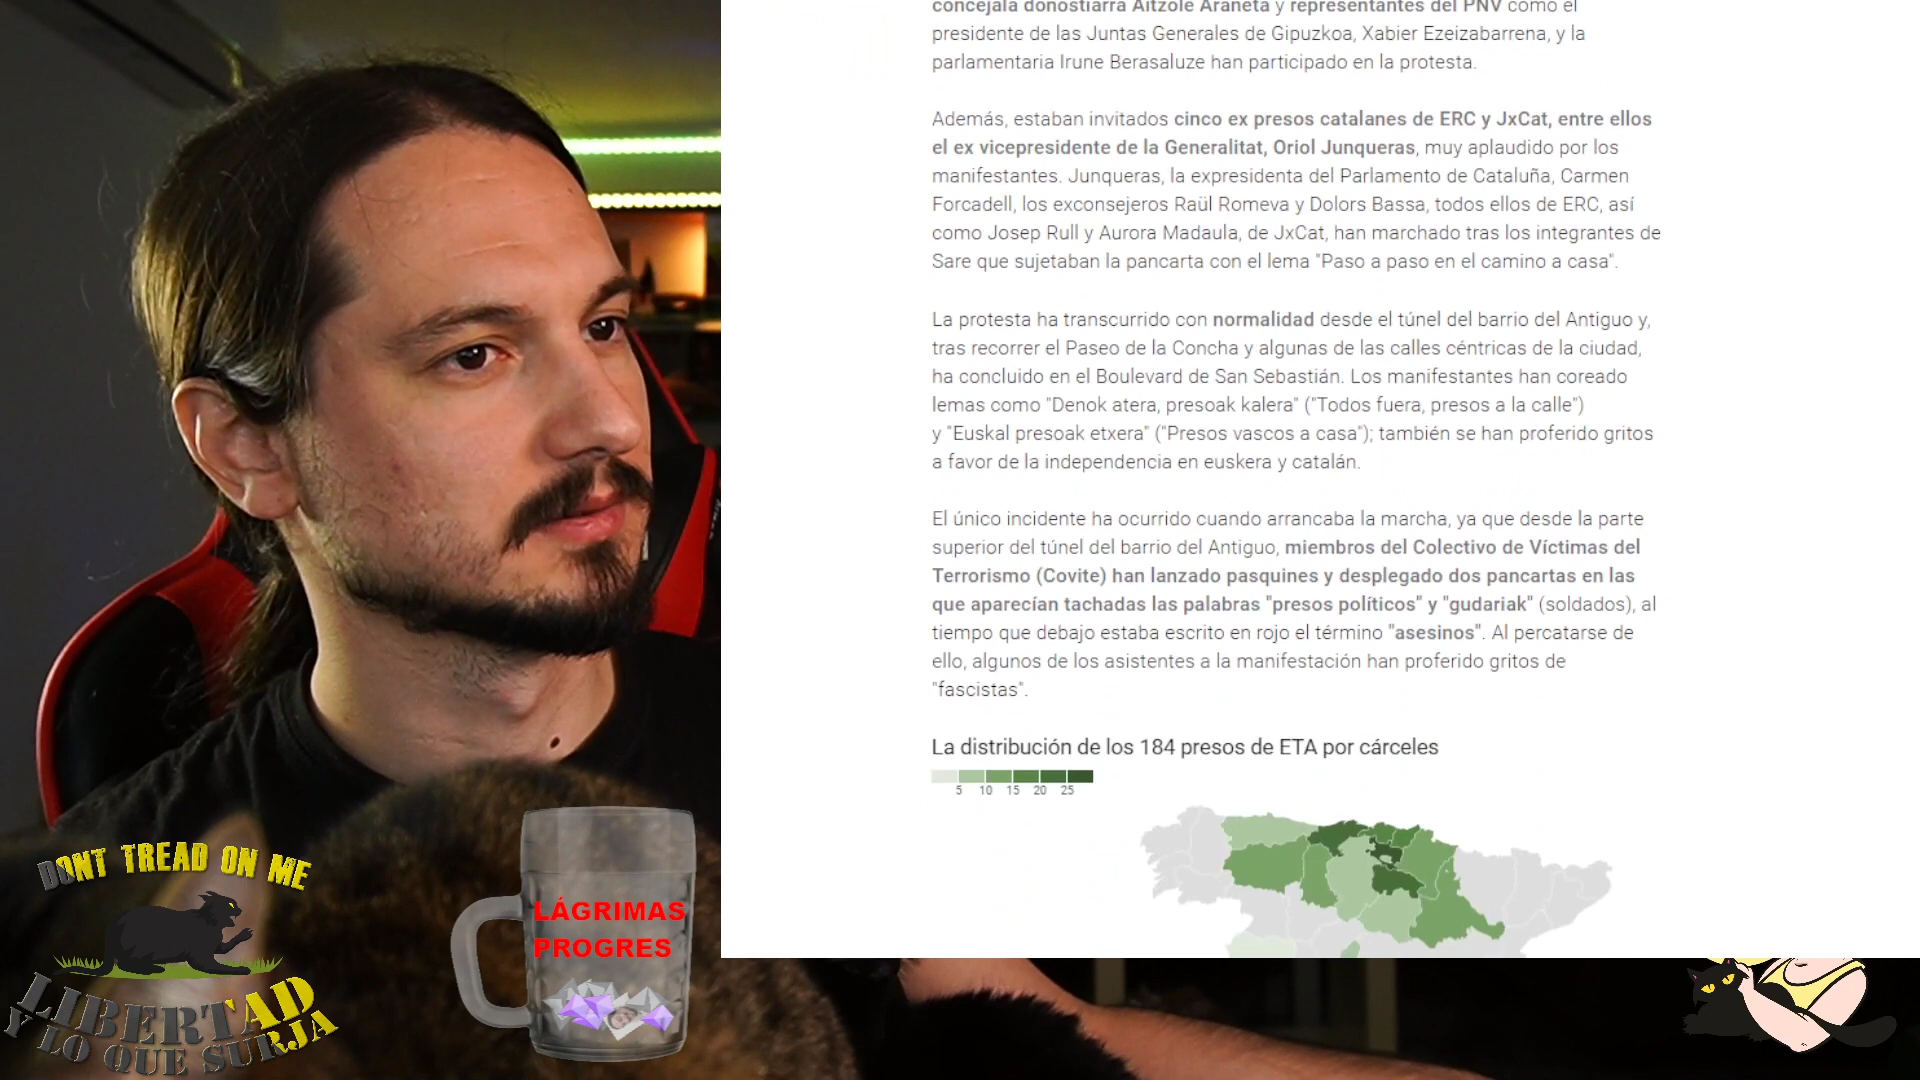 concejala donostiarra Aitzole Araneta y representantes del PNV como el
presidente de las Juntas Generales de Gipuzkoa, Xabier Ezeizabarrena, y la
parlamentaria Irune Berasaluze han participado en la protesta.
Además, estaban invitados cinco ex presos catalanes de ERC y JxCat, entre ellos
el ex vicepresidente de la Generalitat, Oriol Junqueras, muy aplaudido por los
manifestantes. Junqueras, la expresidenta del Parlamento de Cataluña, Carmen
Forcadell, los exconsejeros Raül Romeva y Dolors Bassa, todos ellos de ERC, así
como Josep Rull y Aurora Madaula, de JxCat, han marchado tras los integrantes de
Sare que sujetaban la pancarta con el lema "Paso a paso en el camino a casa".
La protesta ha transcurrido con normalidad desde el túnel del barrio del Antiguo y,
tras recorrer el Paseo de la Concha y algunas de las calles céntricas de la ciudad,
ha concluido en el Boulevard de San Sebastián. Los manifestantes han coreado
lemas como "Denok atera, presoak kalera" ("Todos fuera, presos a la calle")
y "Euskal presoak etxera" ("Presos vascos a casa"); también se han proferido gritos
a favor de la independencia en euskera y catalán.
El único incidente ha ocurrido cuando arrancaba la marcha, ya que desde la parte
superior del túnel del barrio del Antiguo, miembros del Colectivo de Víctimas del
Terrorismo (Covite) han lanzado pasquines y desplegado dos pancartas en las
que aparecían tachadas las palabras "presos políticos" y "gudariak" (soldados), al
tiempo que debajo estaba escrito en rojo el término "asesinos". Al percatarse de
ello, algunos de los asistentes a la manifestación han proferido gritos de
"fascistas".
La distribución de los 184 presos de ETA por cárceles
5 10 15 20 25
DONT TREAD ON ME
LIBERTAD
Y LO QUE SURJA
LÁGRIMAS
PROGRES